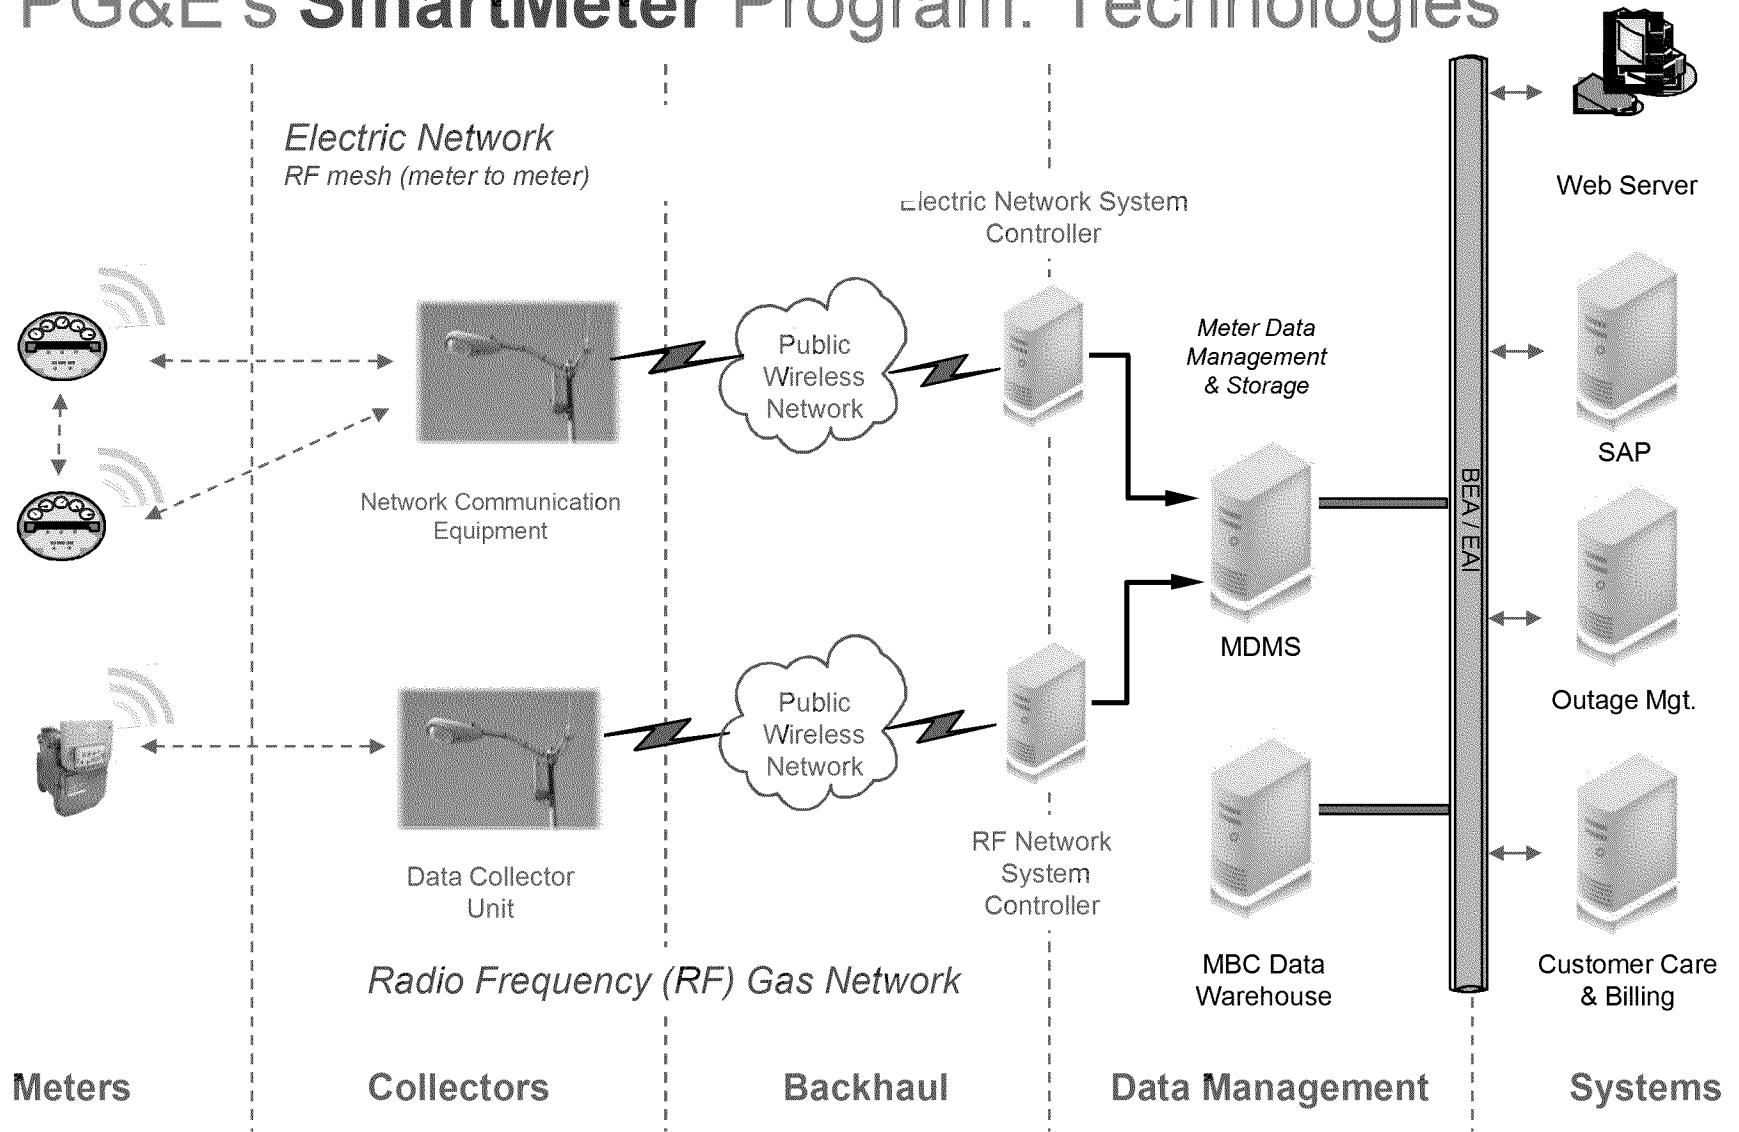 PG&E's SmartMeter Program: Technologies
Electric Network
RF mesh (meter to meter)
Electric Network System
Controller
Web Server
Public
Wireless
Network
Meter Data
Management
& Storage
SAP
Network Communication
Equipment
BEA / EAI
MDMS
Outage Mgt.
Public
Wireless
Network
Data Collector
Unit
RF Network
System
Controller
MBC Data
Warehouse
Customer Care
& Billing
Radio Frequency (RF) Gas Network
Meters
Collectors
Backhaul
Data Management
Systems